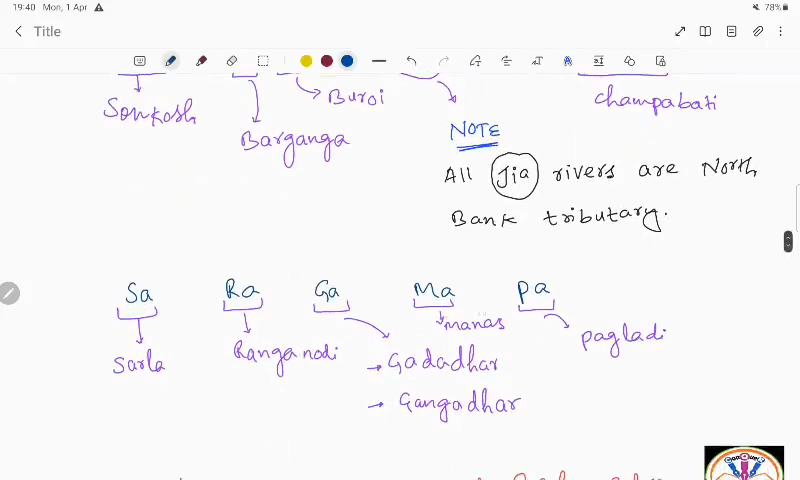 19:40 Mon, 1 Apr
78%
Title
Sonkosh
Buroi
champabati
Barganga
NOTE
All Jia rivers are North
Bank tributary.
Sa Ra Ga Ma Pa
manas
Sarla
Ranganodi
pagladi
→ Gadadhar
→ Gangadhar